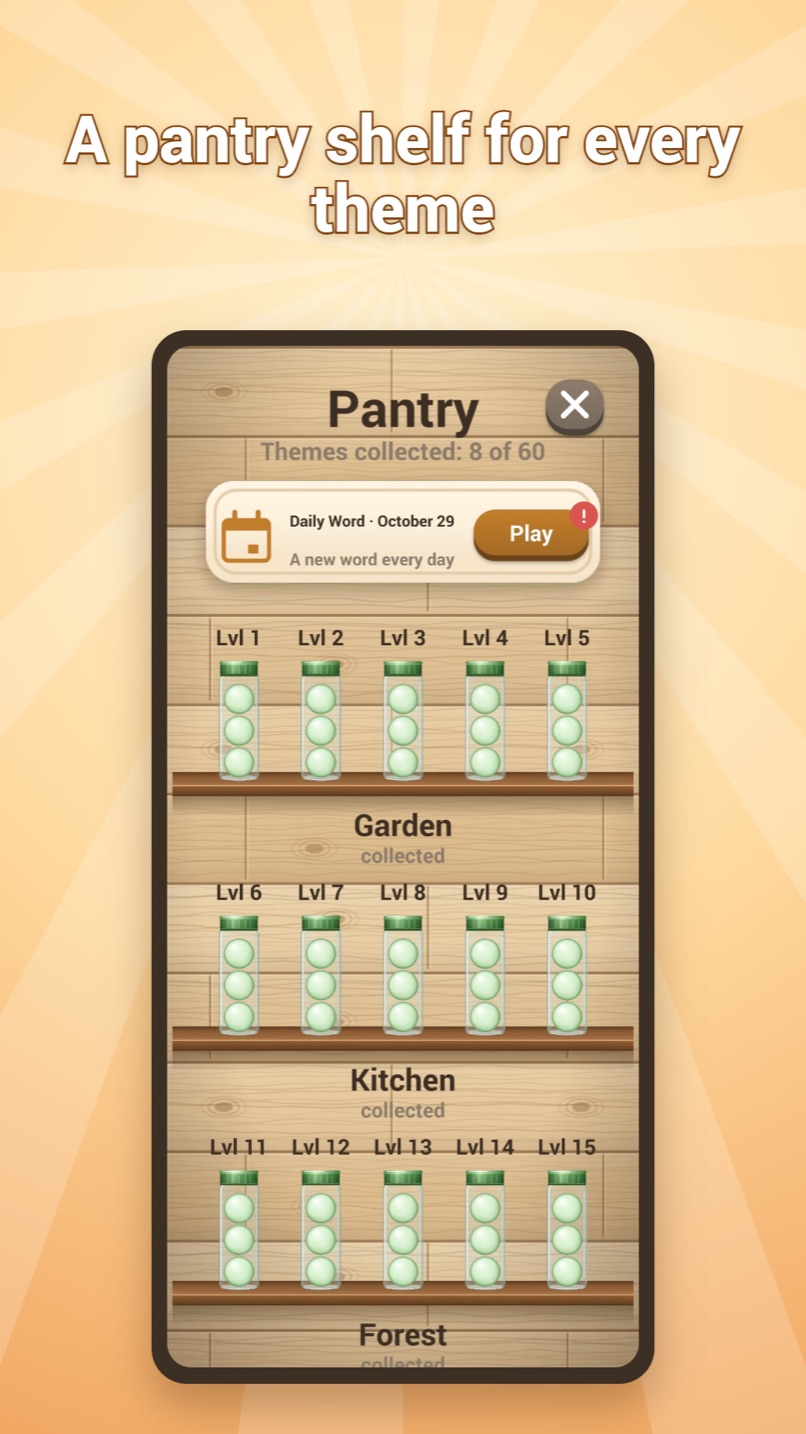 A pantry shelf for every
theme
Pantry
Themes collected: 8 of 60
Daily Word · October 29
A new word every day
Play
!
Lvl 1 Lvl 2 Lvl 3 Lvl 4 Lvl 5
Garden
collected
Lvl 6 Lvl 7 Lvl 8 Lvl 9 Lvl 10
Kitchen
collected
Lvl 11 Lvl 12 Lvl 13 Lvl 14 Lvl 15
Forest
collected